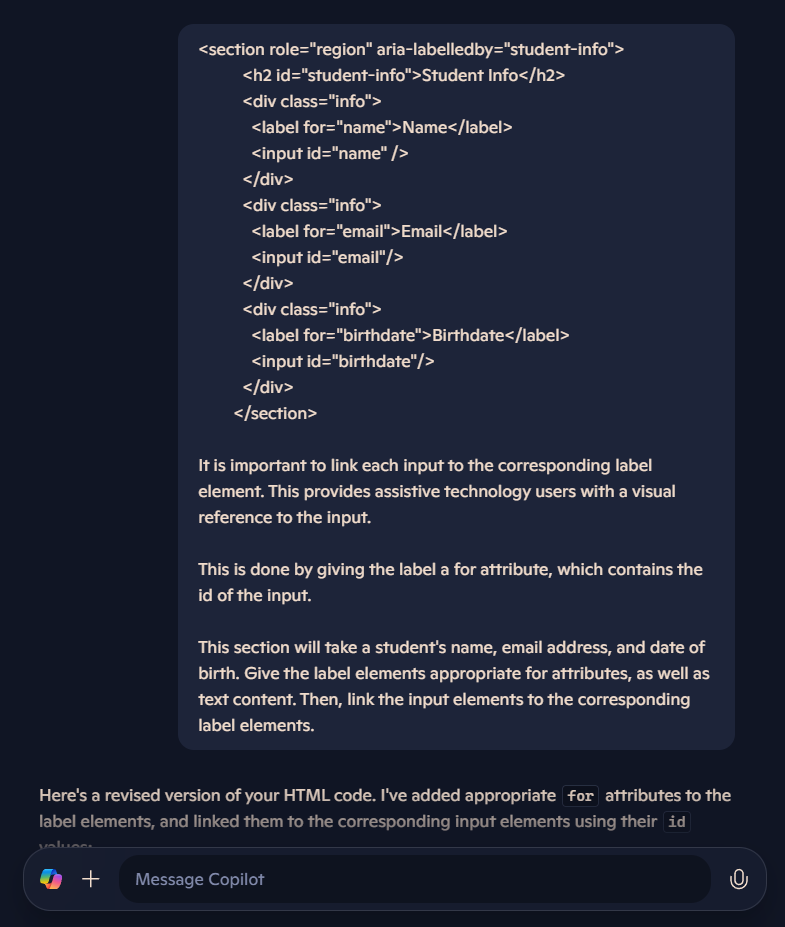 <section role="region" aria-labelledby="student-info">
<h2 id="student-info">Student Info</h2>
<div class="info">
<label for="name">Name</label>
<input id="name" />
</div>
<div class="info">
<label for="email">Email</label>
<input id="email"/>
</div>
<div class="info">
<label for="birthdate">Birthdate</label>
<input id="birthdate"/>
</div>
</section>
It is important to link each input to the corresponding label
element. This provides assistive technology users with a visual
reference to the input.
This is done by giving the label a for attribute, which contains the
id of the input.
This section will take a student's name, email address, and date of
birth. Give the label elements appropriate for attributes, as well as
text content. Then, link the input elements to the corresponding
label elements.
Here's a revised version of your HTML code. I've added appropriate for attributes to the
label elements, and linked them to the corresponding input elements using their id
values:
Message Copilot